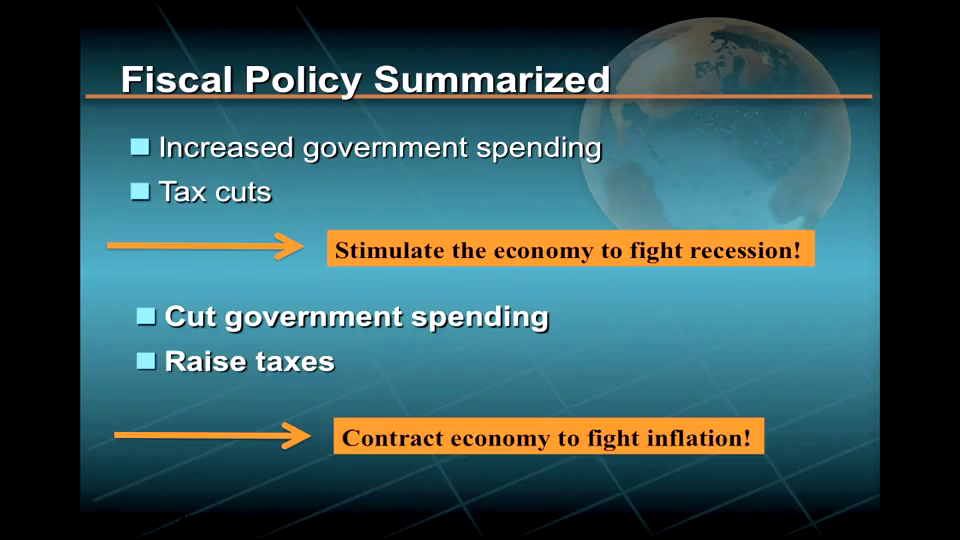 Fiscal Policy Summarized
Increased government spending
Tax cuts
Stimulate the economy to fight recession!
Cut government spending
Raise taxes
Contract economy to fight inflation!